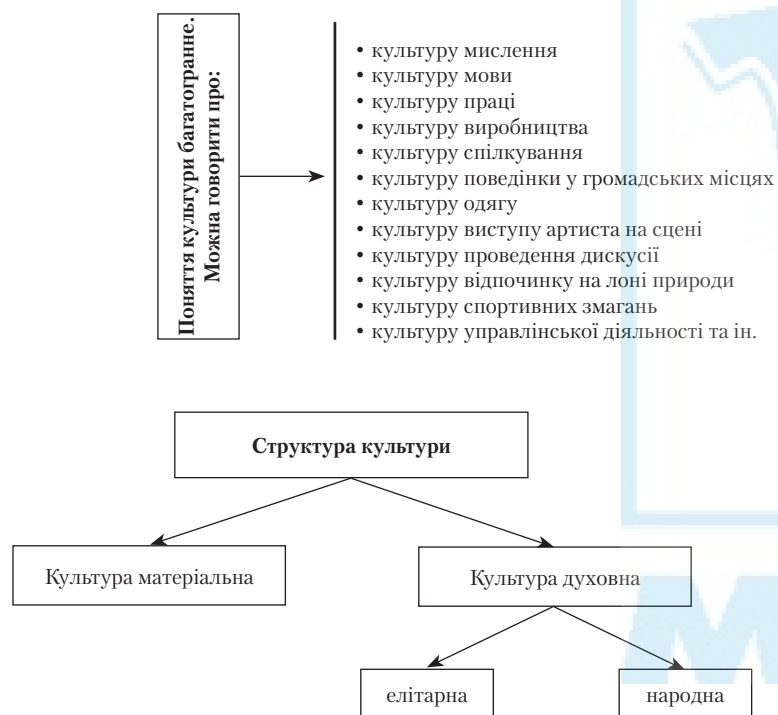 Поняття культури багатогранне.
Можна говорити про:
• культуру мислення
• культуру мови
• культуру праці
• культуру виробництва
• культуру спілкування
• культуру поведінки у громадських місцях
• культуру одягу
• культуру виступу артиста на сцені
• культуру проведення дискусії
• культуру відпочинку на лоні природи
• культуру спортивних змагань
• культуру управлінської діяльності та ін.
Структура культури
Культура матеріальна
Культура духовна
елітарна
народна